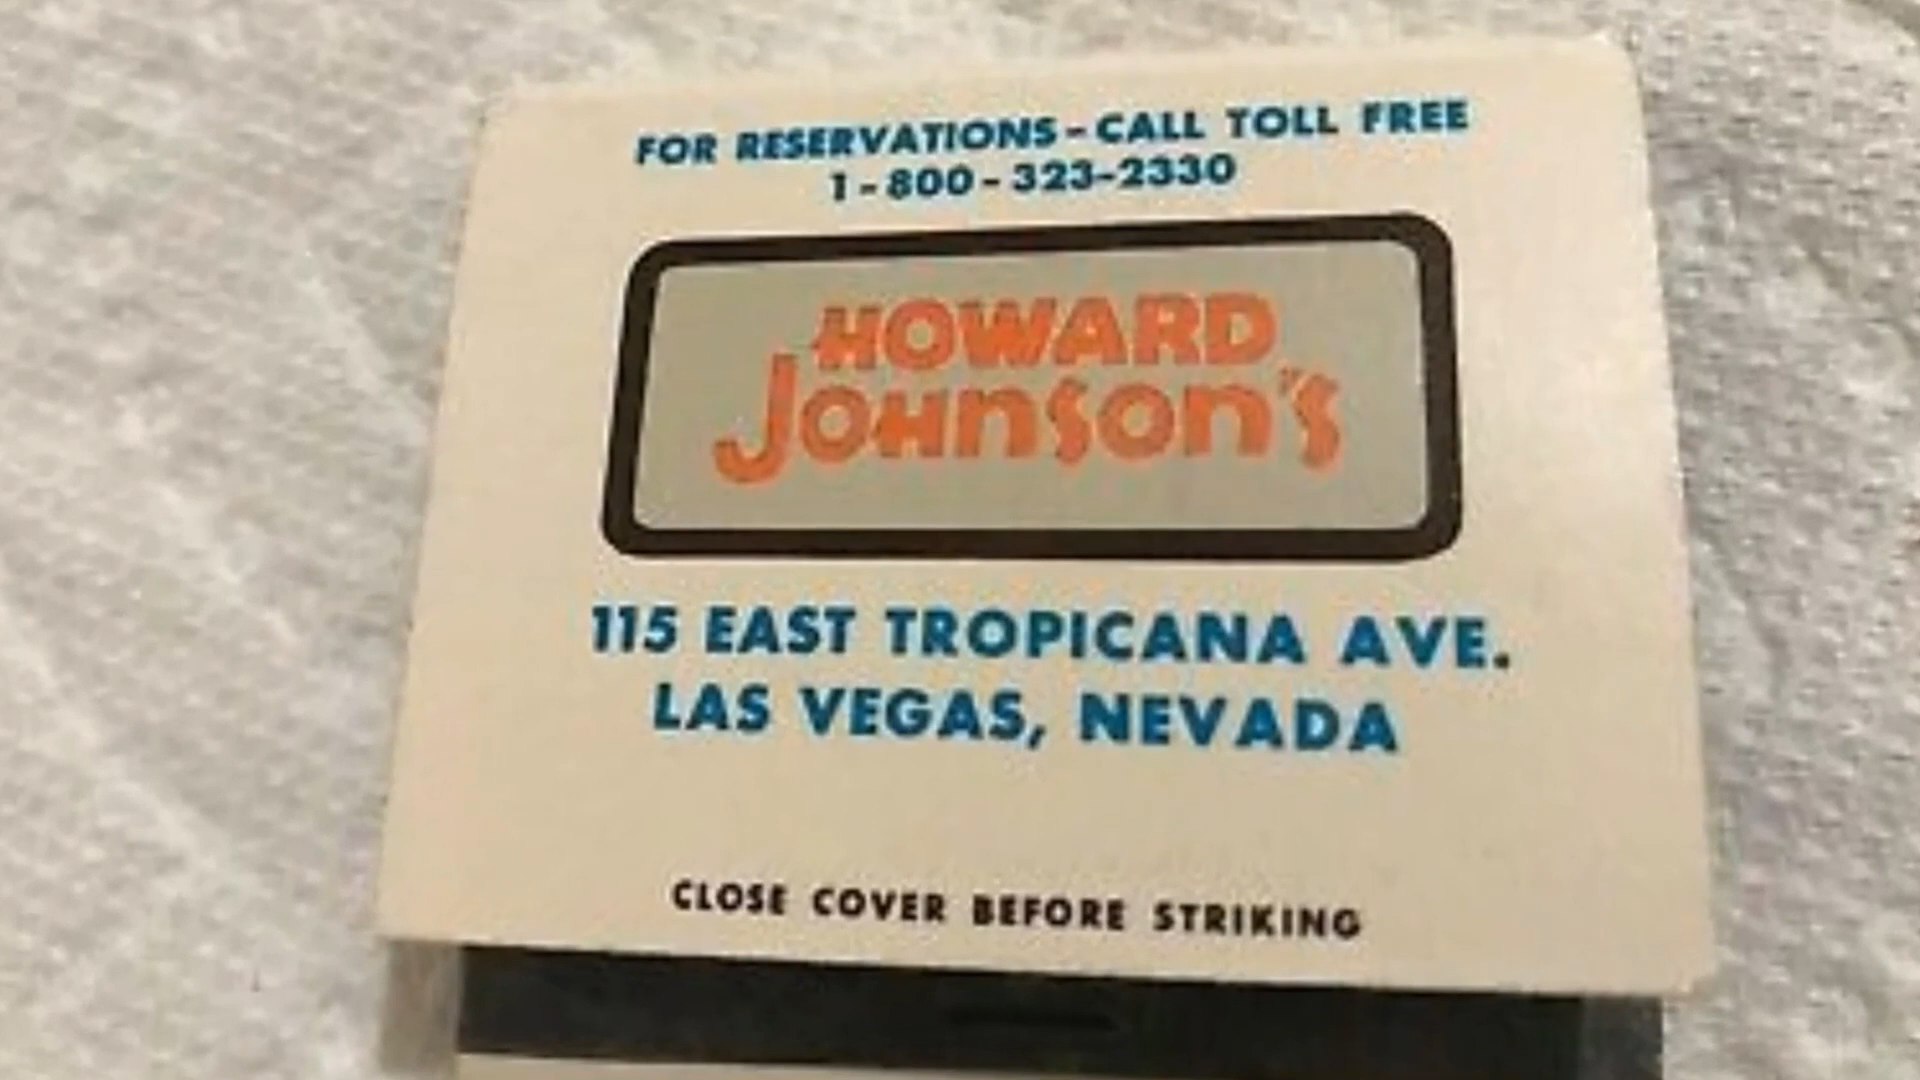 FOR RESERVATIONS - CALL TOLL FREE
1 - 800 - 323-2330
HOWARD
JOHNSON'S
115 EAST TROPICANA AVE.
LAS VEGAS, NEVADA
CLOSE COVER BEFORE STRIKING